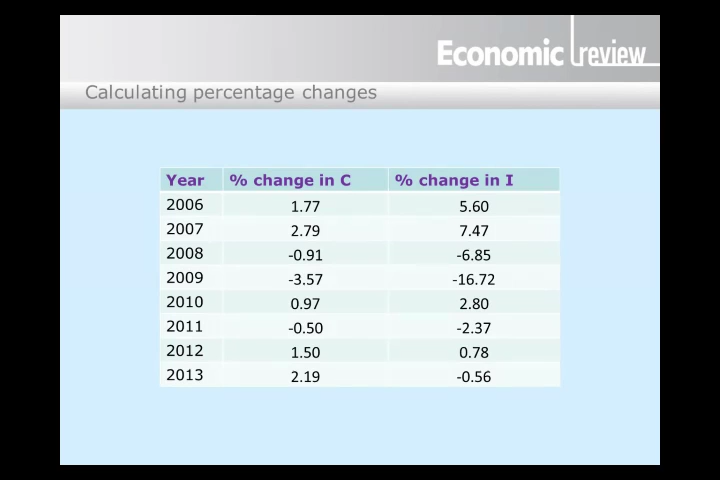 Economic review
Calculating percentage changes
Year % change in C % change in I
2006 1.77 5.60
2007 2.79 7.47
2008 -0.91 -6.85
2009 -3.57 -16.72
2010 0.97 2.80
2011 -0.50 -2.37
2012 1.50 0.78
2013 2.19 -0.56